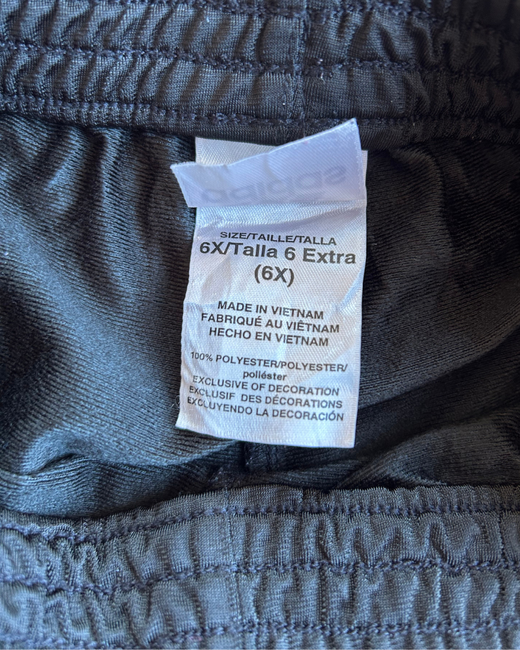 adidas
SIZE/TAILLE/TALLA
6X/Talla 6 Extra
(6X)
MADE IN VIETNAM
FABRIQUÉ AU VIÊTNAM
HECHO EN VIETNAM
100% POLYESTER/POLYESTER/
poliéster
EXCLUSIVE OF DECORATION
EXCLUSIF DES DÉCORATIONS
EXCLUYENDO LA DECORACIÓN